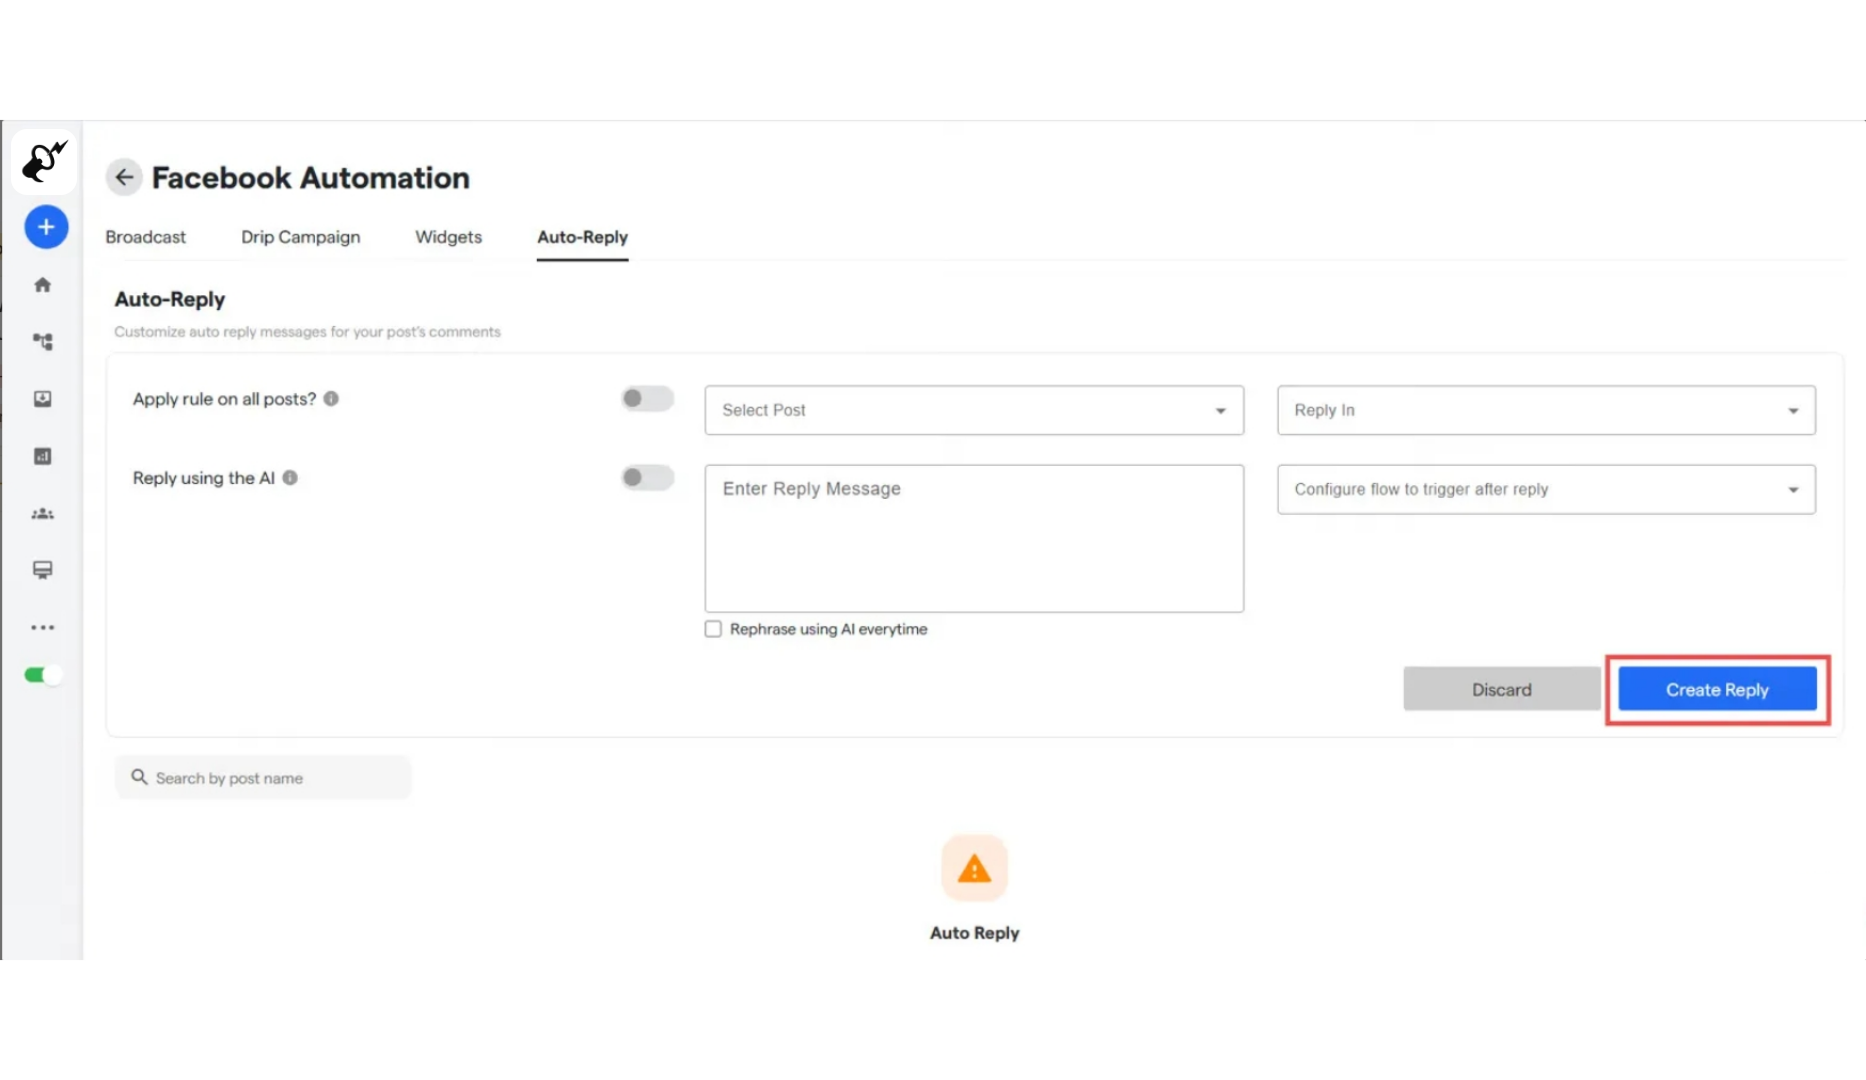 Facebook Automation
Broadcast
Drip Campaign
Widgets
Auto-Reply
Auto-Reply
Customize auto reply messages for your post's comments
Apply rule on all posts?
Select Post
Reply In
Reply using the AI
Enter Reply Message
Configure flow to trigger after reply
Rephrase using AI everytime
Discard
Create Reply
Search by post name
Auto Reply